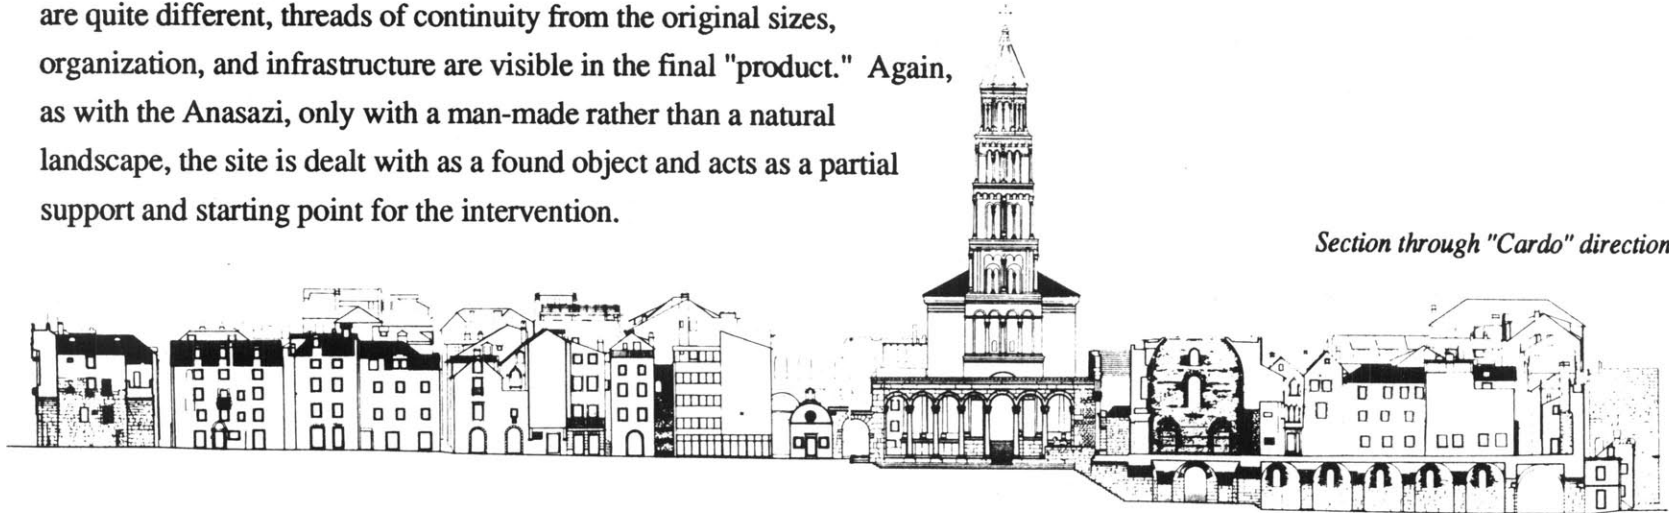 are quite different, threads of continuity from the original sizes,
organization, and infrastructure are visible in the final "product." Again,
as with the Anasazi, only with a man-made rather than a natural
landscape, the site is dealt with as a found object and acts as a partial
support and starting point for the intervention.
Section through "Cardo" direction